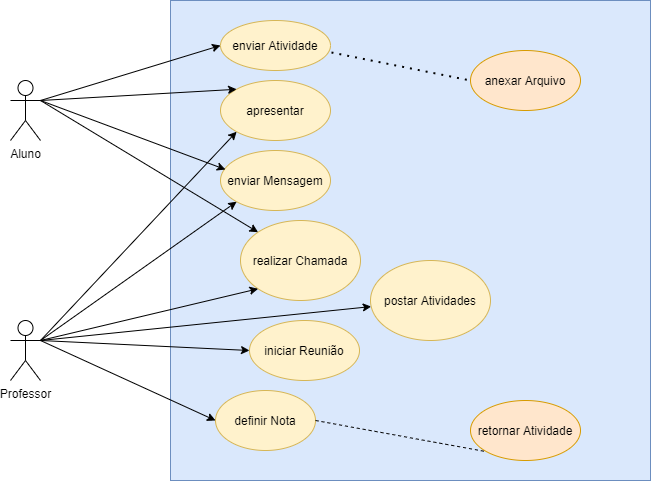 enviar Atividade
anexar Arquivo
apresentar
Aluno
enviar Mensagem
realizar Chamada
postar Atividades
iniciar Reunião
Professor
definir Nota
retornar Atividade